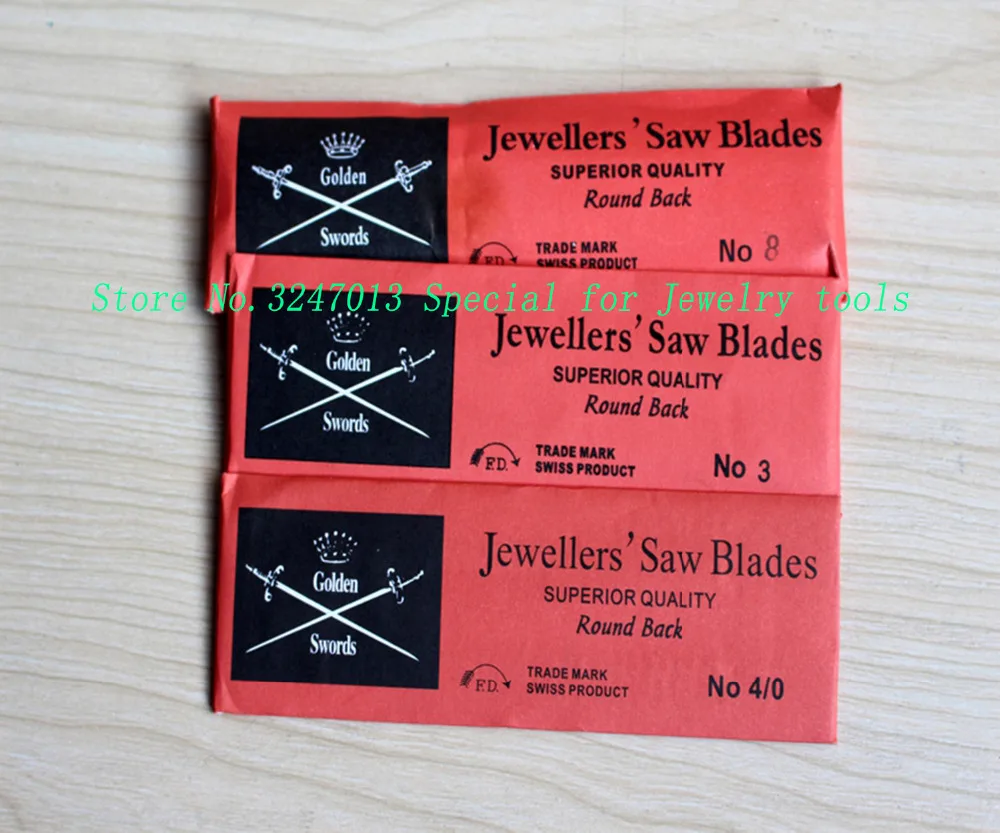 Golden
Swords
Jewellers' Saw Blades
SUPERIOR QUALITY
Round Back
F.D.
TRADE MARK
SWISS PRODUCT
No 8
Store No.3247013 Special for Jewelry tools
Golden
Swords
Jewellers' Saw Blades
SUPERIOR QUALITY
Round Back
F.D.
TRADE MARK
SWISS PRODUCT
No 3
Golden
Swords
Jewellers' Saw Blades
SUPERIOR QUALITY
Round Back
F.D.
TRADE MARK
SWISS PRODUCT
No 4/0